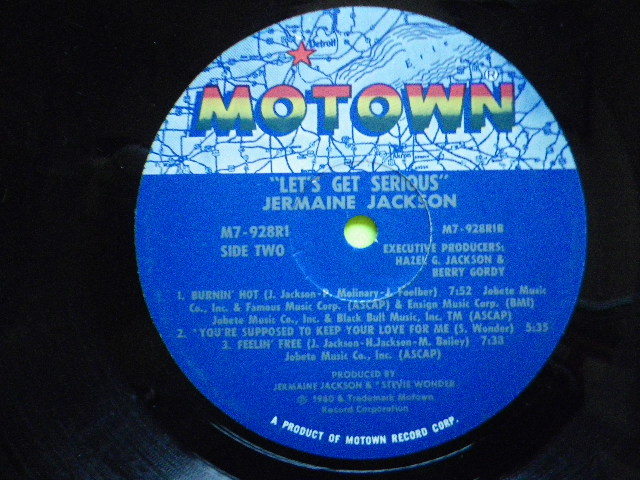 Detroit
MOTOWN®
Akron
"LET'S GET SERIOUS"
JERMAINE JACKSON
M7-928R1
SIDE TWO
M7-928R1B
EXECUTIVE PRODUCERS:
HAZEL G. JACKSON &
BERRY GORDY
1. BURNIN' HOT (J. Jackson-P. Molinary-J. Foelber) 7:52 Jobete Music
Co., Inc. & Famous Music Corp. (ASCAP) & Ensign Music Corp. (BMI)
Jobete Music Co., Inc. & Black Bull Music, Inc. TM (ASCAP)
2. *YOU'RE SUPPOSED TO KEEP YOUR LOVE FOR ME (S. Wonder) 5:35
3. FEELIN' FREE (J. Jackson-H.Jackson-M. Bailey) 7:38
Jobete Music Co., Inc. (ASCAP)
PRODUCED BY
JERMAINE JACKSON & *STEVIE WONDER
℗ 1980 & Trademark Motown
Record Corporation
A PRODUCT OF MOTOWN RECORD CORP.